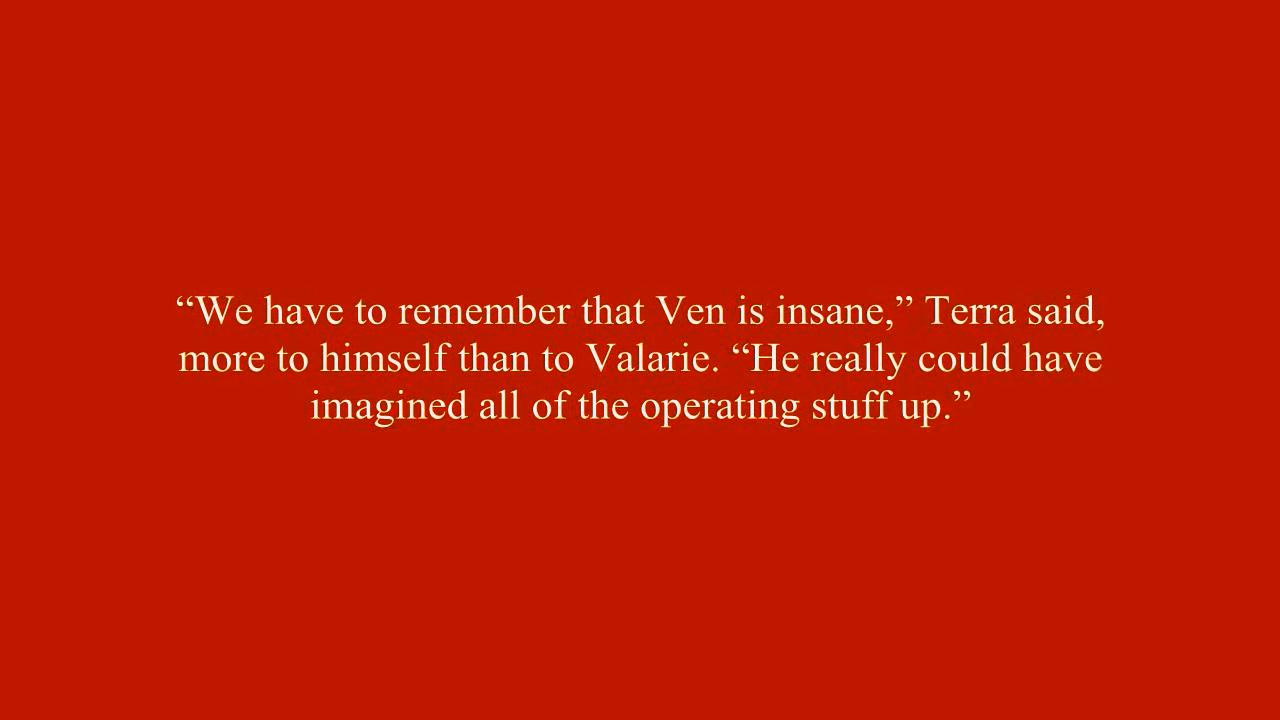 “We have to remember that Ven is insane,” Terra said,
more to himself than to Valarie. “He really could have
imagined all of the operating stuff up.”